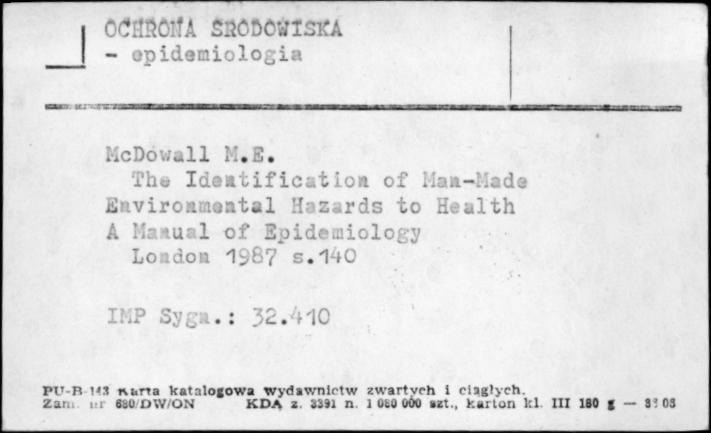 OCHRONA ŚRODOWISKA
- epidemiologia
McDowall M.E.
The Identification of Man-Made
Environmental Hazards to Health
A Manual of Epidemiology
London 1987 s.140
IMP Sygn.: 32.410
PU-B-143 Karta katalogowa wydawnictw zwartych i ciągłych.
Zam. nr 680/DW/ON KDA z. 3391 n. 1 080 000 szt., karton kl. III 180 g —